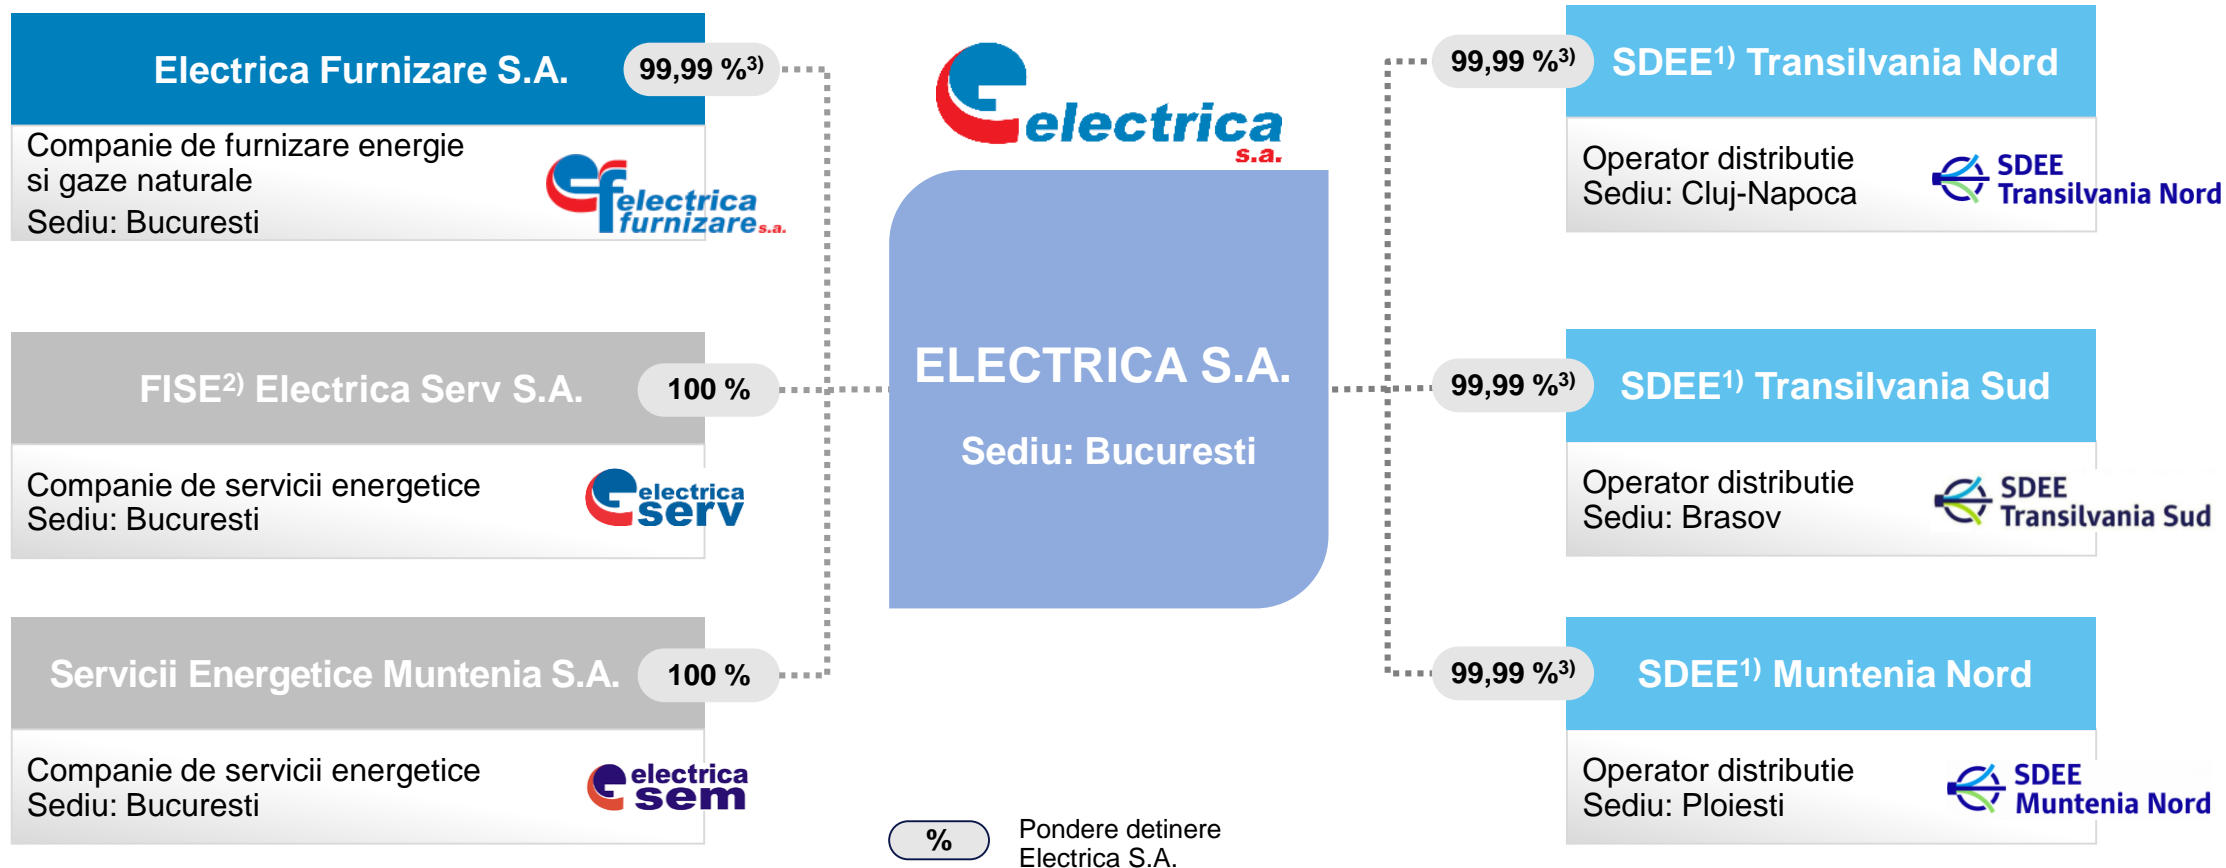 Electrica Furnizare S.A.
99,99 %3)
Companie de furnizare energie
si gaze naturale
Sediu: Bucuresti
electrica
furnizare s.a.
FISE2) Electrica Serv S.A.
100 %
Companie de servicii energetice
Sediu: Bucuresti
electrica
serv
Servicii Energetice Muntenia S.A.
100 %
Companie de servicii energetice
Sediu: Bucuresti
electrica
sem
electrica
s.a.
ELECTRICA S.A.
Sediu: Bucuresti
%
Pondere detinere
Electrica S.A.
99,99 %3)
SDEE1) Transilvania Nord
Operator distributie
Sediu: Cluj-Napoca
SDEE
Transilvania Nord
99,99 %3)
SDEE1) Transilvania Sud
Operator distributie
Sediu: Brasov
SDEE
Transilvania Sud
99,99 %3)
SDEE1) Muntenia Nord
Operator distributie
Sediu: Ploiesti
SDEE
Muntenia Nord